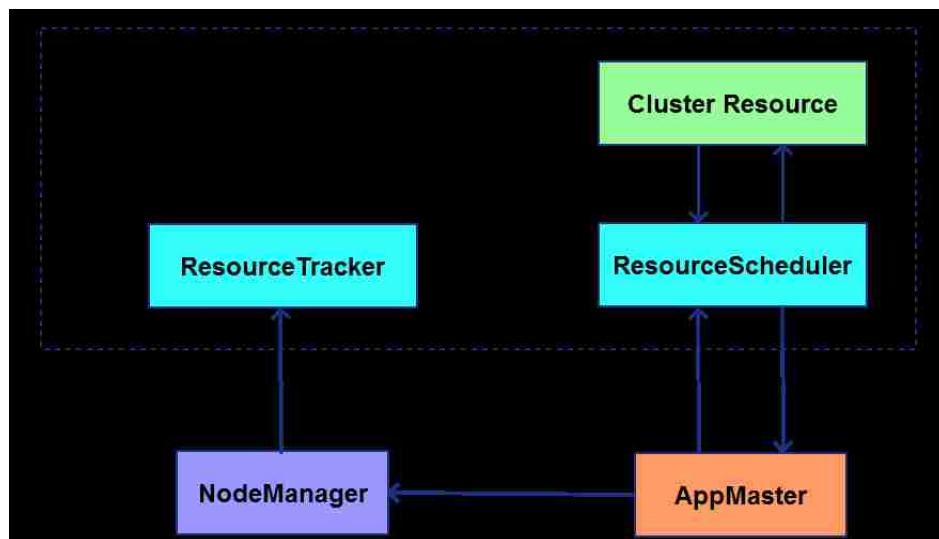 Cluster Resource
ResourceTracker
ResourceScheduler
NodeManager
AppMaster